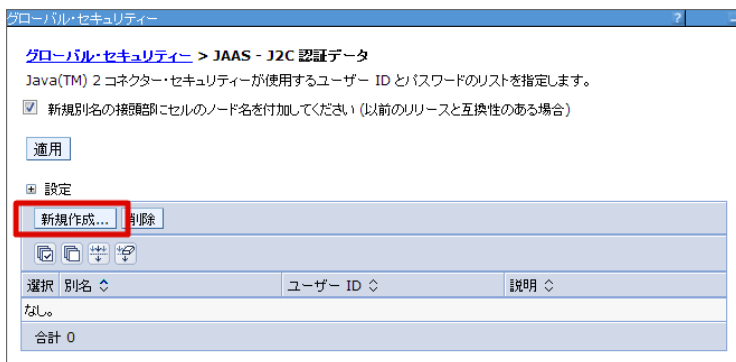 グローバル・セキュリティー ? _
グローバル・セキュリティー > JAAS - J2C 認証データ
Java(TM) 2 コネクター・セキュリティーが使用するユーザー ID とパスワードのリストを指定します。
新規別名の接頭部にセルのノード名を付加してください (以前のリリースと互換性のある場合)
適用
設定
新規作成... 削除
選択 別名 ユーザー ID 説明
なし。
合計 0